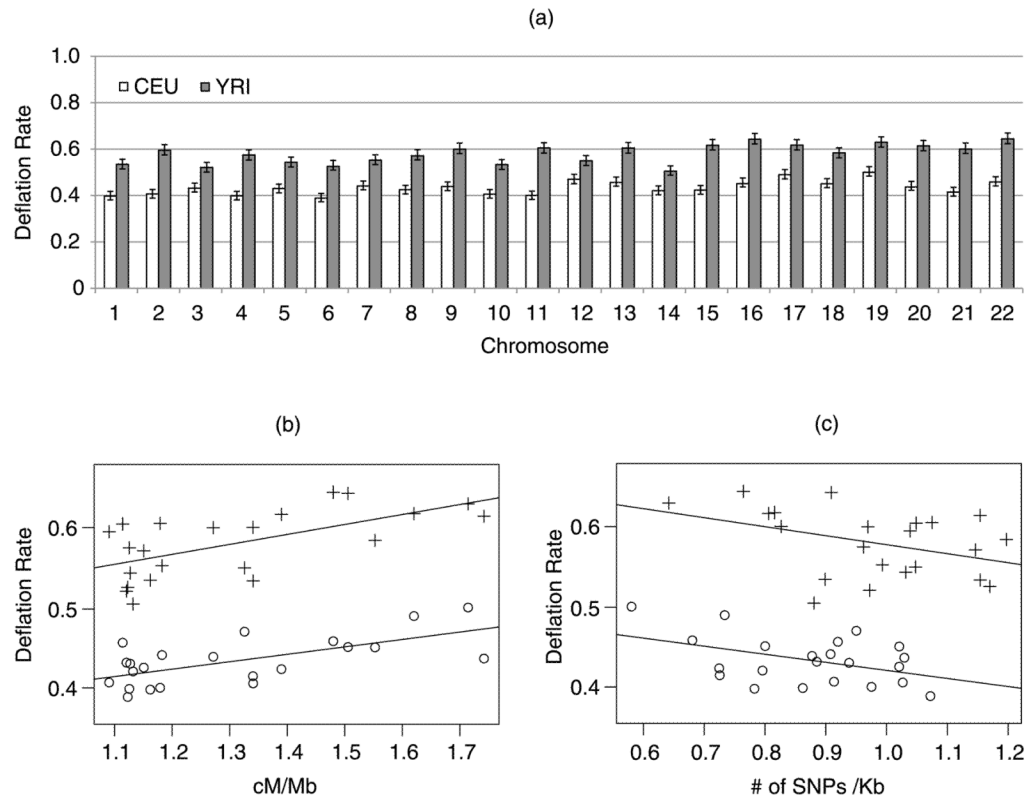 (a)
1.0
0.8
0.6
0.4
0.2
0
Deflation Rate
CEU YRI
1 2 3 4 5 6 7 8 9 10 11 12 13 14 15 16 17 18 19 20 21 22
Chromosome
(b)
0.6
0.5
0.4
Deflation Rate
1.1 1.2 1.3 1.4 1.5 1.6 1.7
cM/Mb
(c)
0.6
0.5
0.4
Deflation Rate
0.6 0.7 0.8 0.9 1.0 1.1 1.2
# of SNPs /Kb